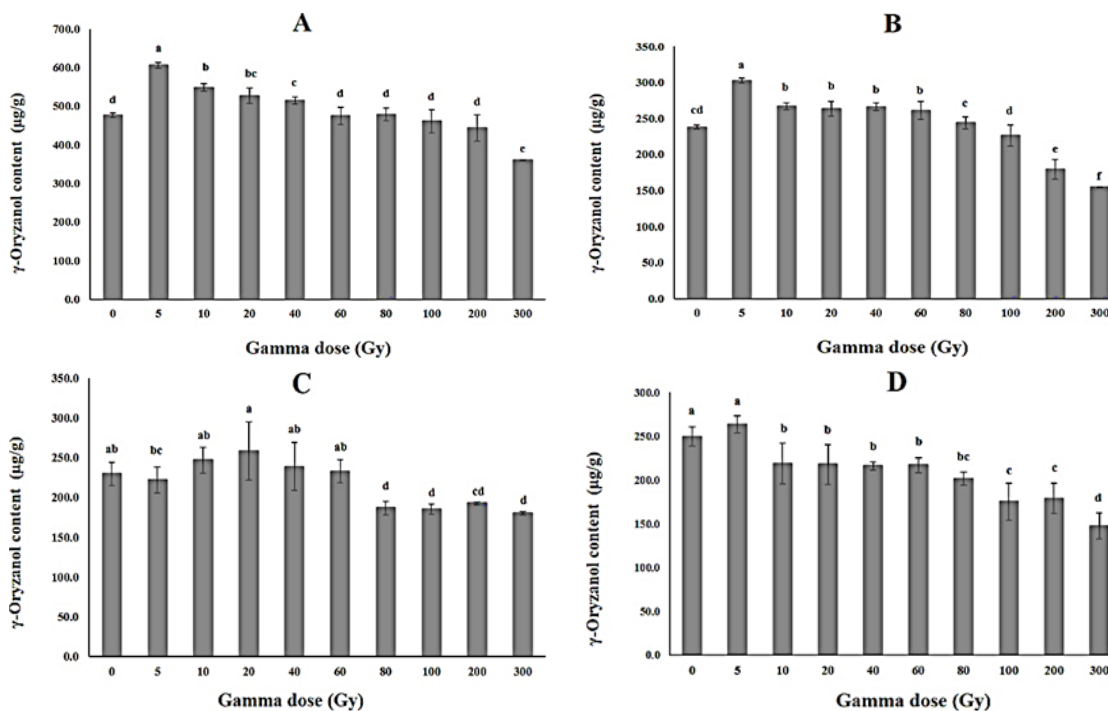 A
γ-Oryzanol content (µg/g)
700.0
600.0
500.0
400.0
300.0
200.0
100.0
0.0
d a b bc c d d d d e
0 5 10 20 40 60 80 100 200 300
Gamma dose (Gy)
B
γ-Oryzanol content (µg/g)
350.0
300.0
250.0
200.0
150.0
100.0
50.0
0.0
cd a b b b b c d e f
0 5 10 20 40 60 80 100 200 300
Gamma dose (Gy)
C
γ-Oryzanol content (µg/g)
350.0
300.0
250.0
200.0
150.0
100.0
50.0
0.0
ab bc ab a ab ab d d cd d
0 5 10 20 40 60 80 100 200 300
Gamma dose (Gy)
D
γ-Oryzanol content (µg/g)
300.0
250.0
200.0
150.0
100.0
50.0
0.0
a a b b b b bc c c d
0 5 10 20 40 60 80 100 200 300
Gamma dose (Gy)